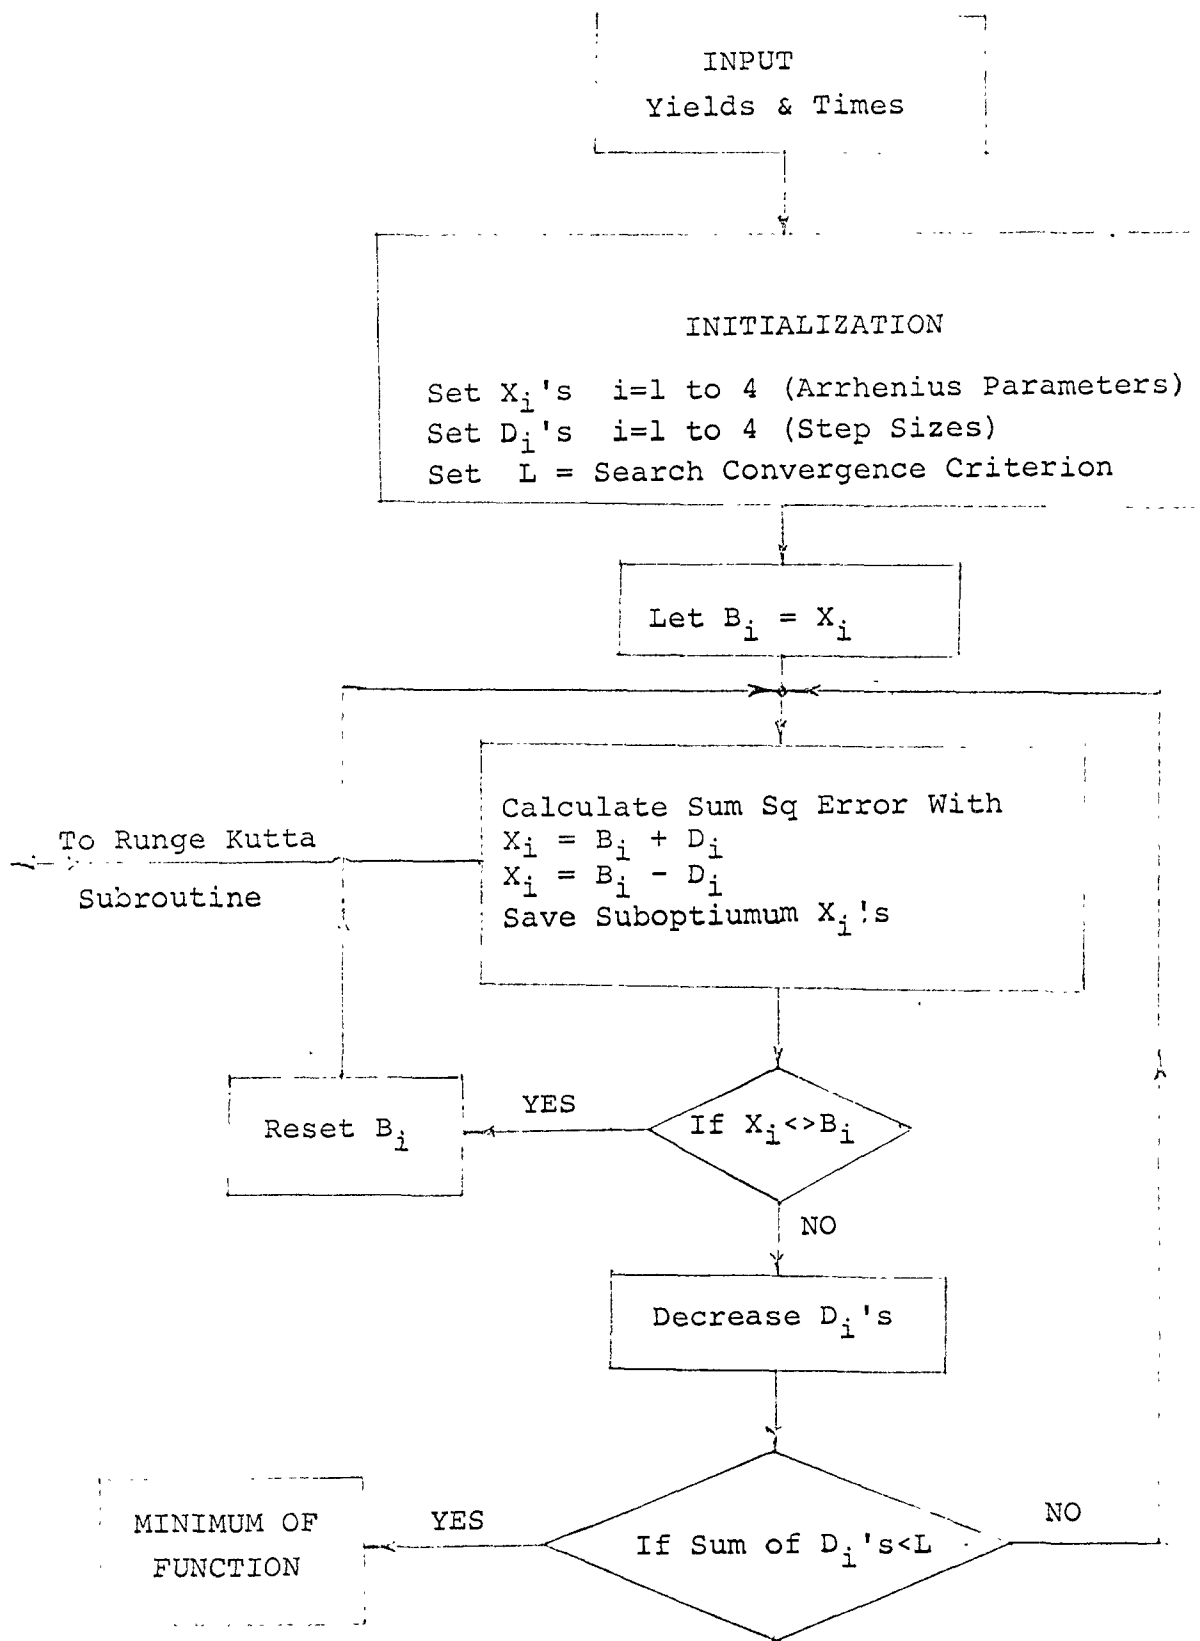 INPUT
Yields & Times
INITIALIZATION
Set Xi's i=1 to 4 (Arrhenius Parameters)
Set Di's i=1 to 4 (Step Sizes)
Set L = Search Convergence Criterion
Let Bi = Xi
Calculate Sum Sq Error With
Xi = Bi + Di
Xi = Bi - Di
Save Suboptiumum Xi's
To Runge Kutta
Subroutine
If Xi<>Bi
YES
Reset Bi
NO
Decrease Di's
If Sum of Di's<L
YES
NO
MINIMUM OF
FUNCTION